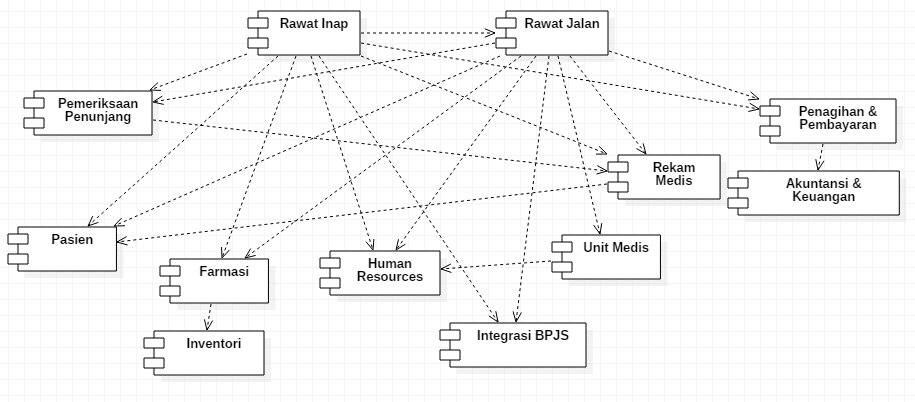 Rawat Inap
Rawat Jalan
Pemeriksaan
Penunjang
Penagihan &
Pembayaran
Rekam
Medis
Akuntansi &
Keuangan
Pasien
Unit Medis
Farmasi
Human
Resources
Inventori
Integrasi BPJS